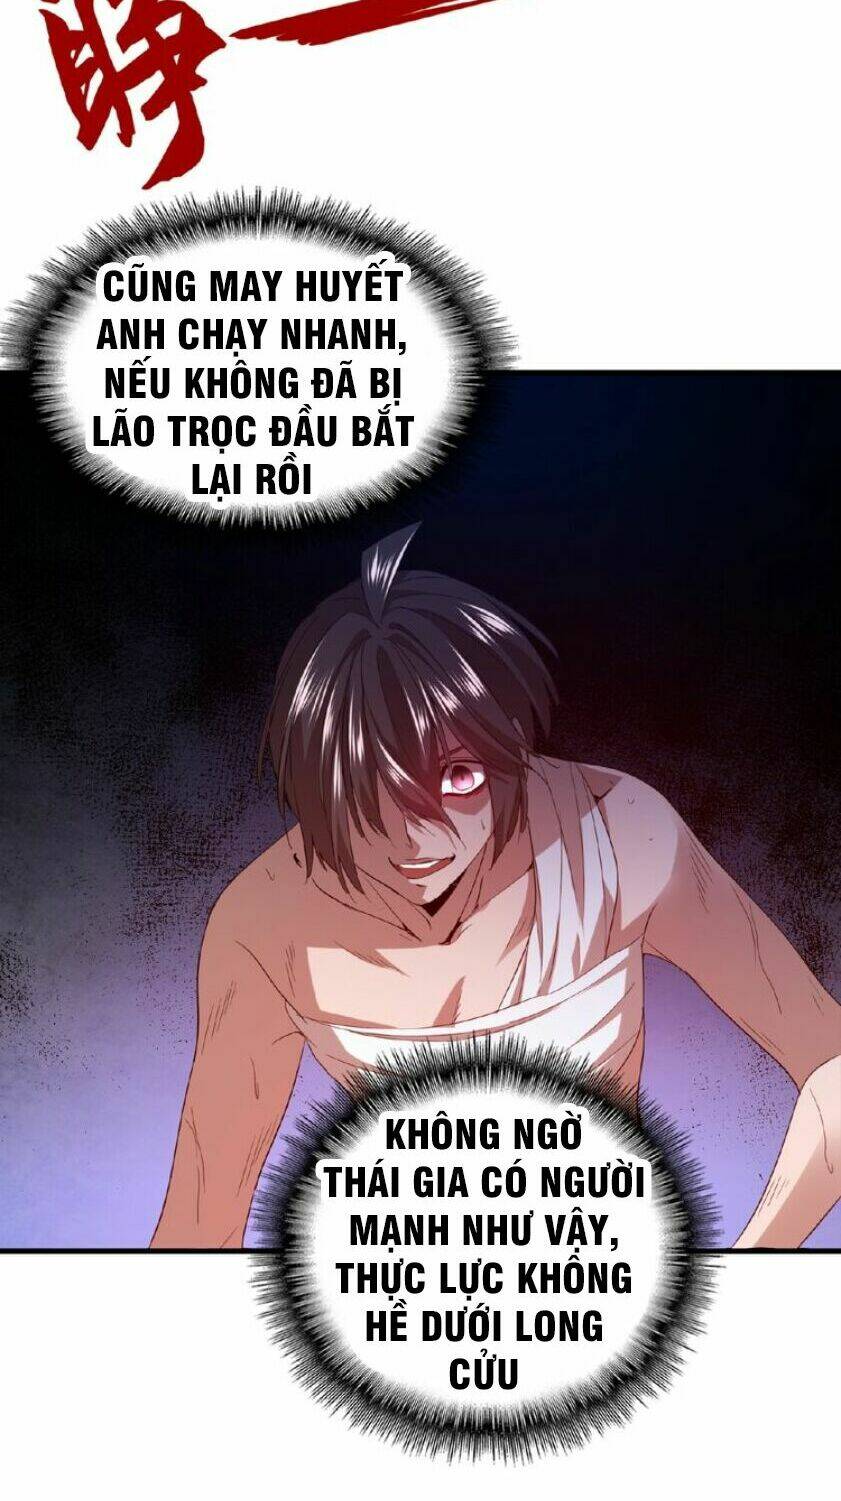 睁
CŨNG MAY HUYẾT
ANH CHẠY NHANH,
NẾU KHÔNG ĐÃ BỊ
LÃO TRỌC ĐẦU BẮT
LẠI RỒI
KHÔNG NGỜ
THÁI GIA CÓ NGƯỜI
MẠNH NHƯ VẬY,
THỰC LỰC KHÔNG
HỀ DƯỚI LONG
CỬU